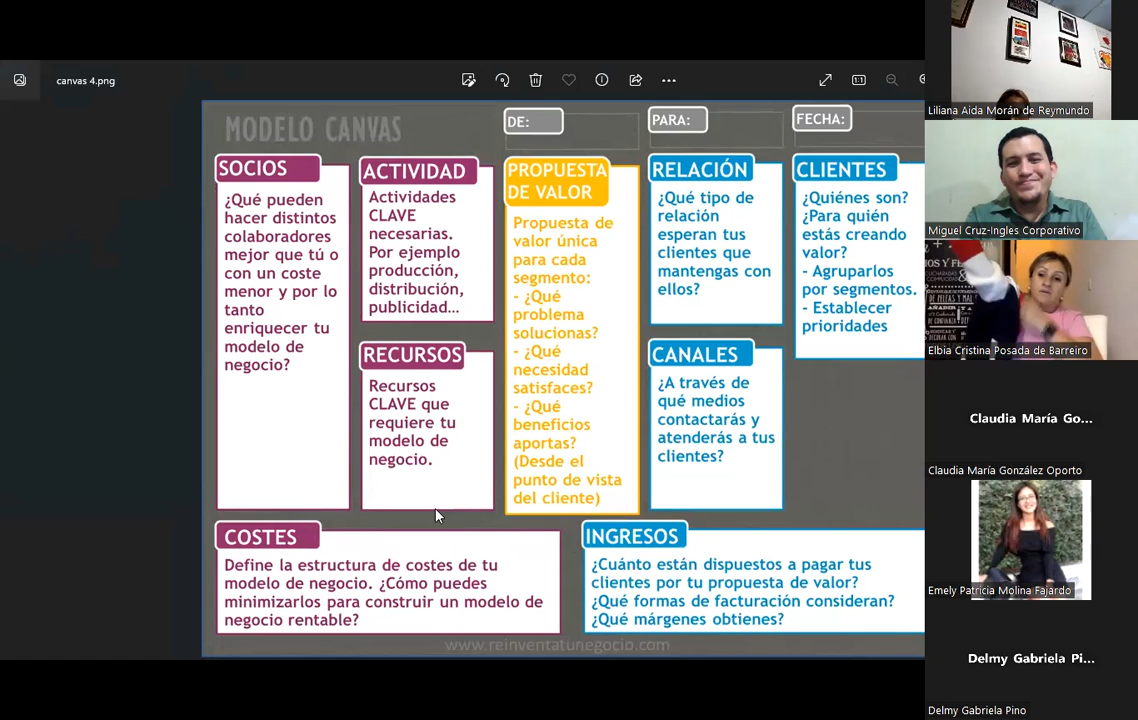 canvas 4.png
MODELO CANVAS
DE:
PARA:
FECHA:
SOCIOS
¿Qué pueden
hacer distintos
colaboradores
mejor que tú o
con un coste
menor y por lo
tanto
enriquecer tu
modelo de
negocio?
ACTIVIDAD
Actividades
CLAVE
necesarias.
Por ejemplo
producción,
distribución,
publicidad...
RECURSOS
Recursos
CLAVE que
requiere tu
modelo de
negocio.
PROPUESTA
DE VALOR
Propuesta de
valor única
para cada
segmento:
- ¿Qué
problema
solucionas?
- ¿Qué
necesidad
satisfaces?
- ¿Qué
beneficios
aportas?
(Desde el
punto de vista
del cliente)
RELACIÓN
¿Qué tipo de
relación
esperan tus
clientes que
mantengas con
ellos?
CANALES
¿A través de
qué medios
contactarás y
atenderás a tus
clientes?
CLIENTES
¿Quiénes son?
¿Para quién
estás creando
valor?
- Agruparlos
por segmentos.
- Establecer
prioridades
COSTES
Define la estructura de costes de tu
modelo de negocio. ¿Cómo puedes
minimizarlos para construir un modelo de
negocio rentable?
INGRESOS
¿Cuánto están dispuestos a pagar tus
clientes por tu propuesta de valor?
¿Qué formas de facturación consideran?
¿Qué márgenes obtienes?
www.reinventatunegocio.com
Liliana Aida Morán de Reymundo
Miguel Cruz-Ingles Corporativo
Elbia Cristina Posada de Barreiro
Claudia María Go...
Claudia María González Oporto
Emely Patricia Molina Fajardo
Delmy Gabriela Pi...
Delmy Gabriela Pino